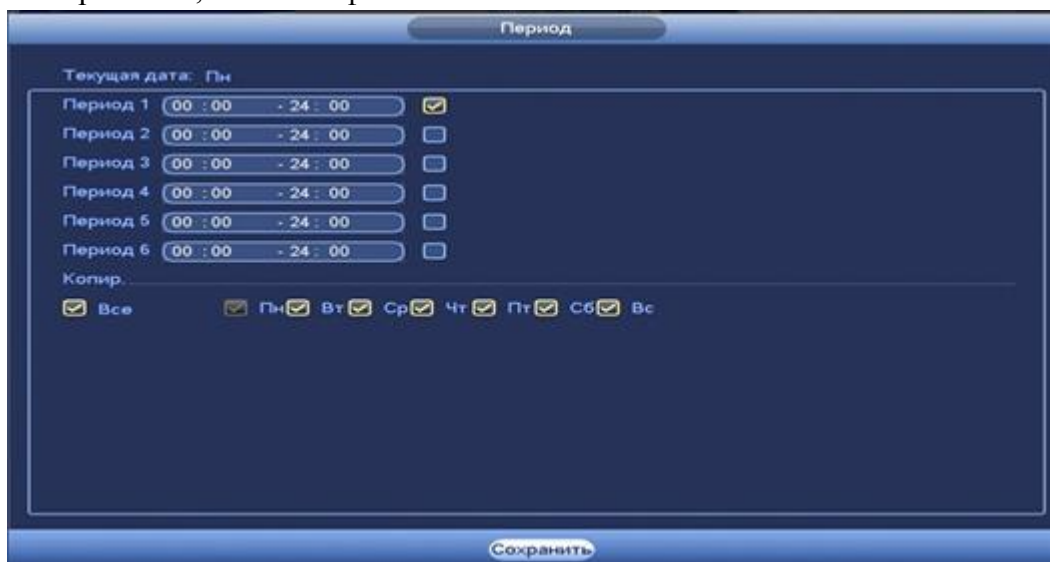 Период
Текущая дата: Пн
Период 1 00 : 00 - 24 : 00
Период 2 00 : 00 - 24 : 00
Период 3 00 : 00 - 24 : 00
Период 4 00 : 00 - 24 : 00
Период 5 00 : 00 - 24 : 00
Период 6 00 : 00 - 24 : 00
Копир.
Все Пн Вт Ср Чт Пт Сб Вс
Сохранить